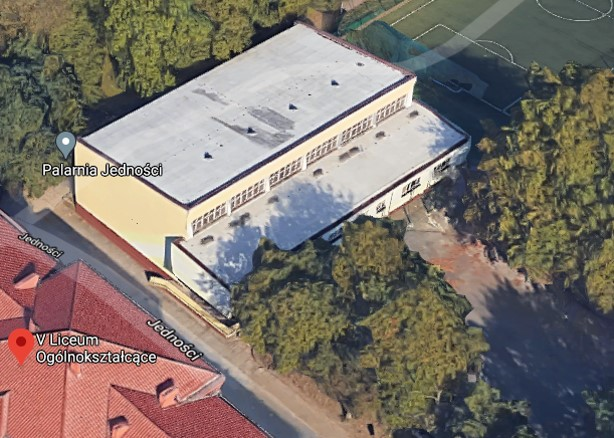 Palarnia Jedności
Jedności
Jedności
V Liceum
Ogólnokształcące